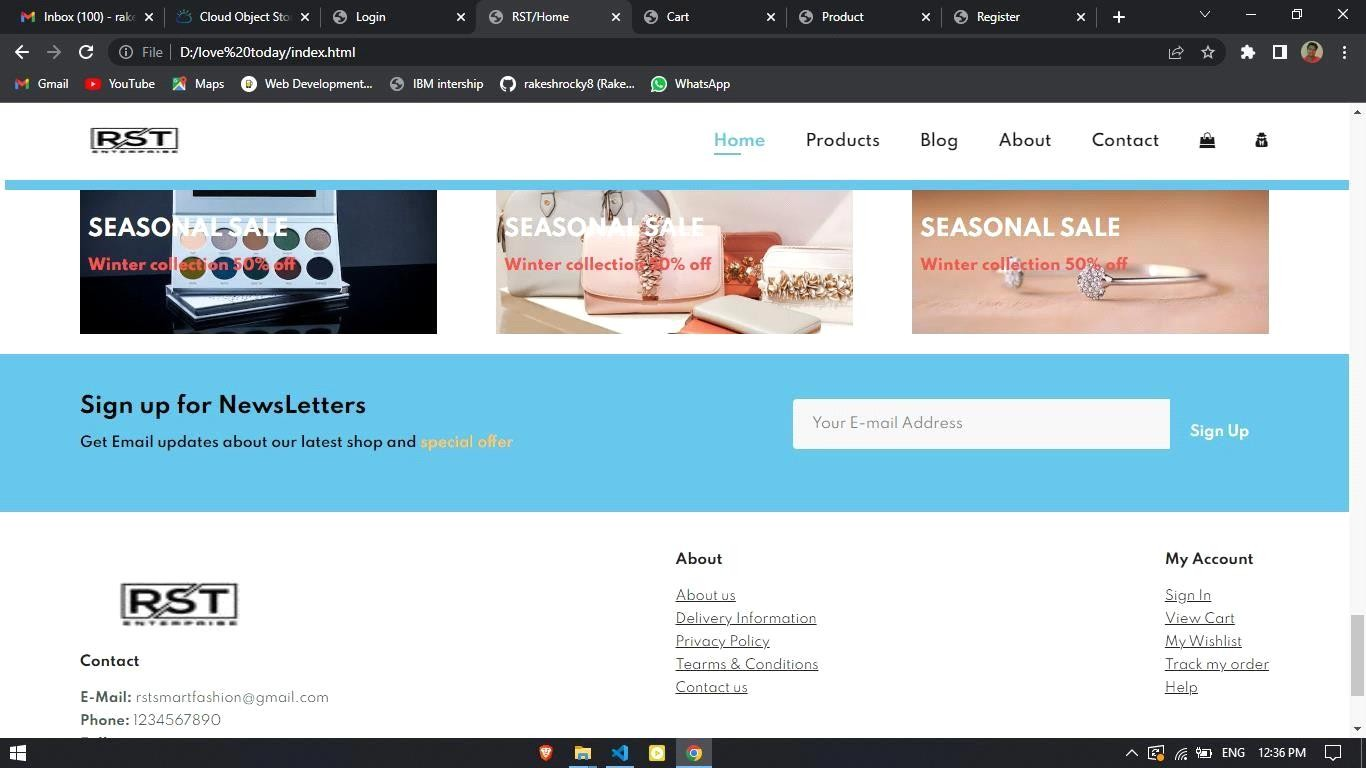 Inbox (100) - rake
Cloud Object Sto
Login
RST/Home
Cart
Product
Register
File
D:/love%20today/index.html
Gmail
YouTube
Maps
Web Development...
IBM intership
rakeshrocky8 (Rake...
WhatsApp
RST
ENTERPRISE
Home
Products
Blog
About
Contact
SEASONAL SALE
Winter collection 50% off
SEASONAL SALE
Winter collection 50% off
SEASONAL SALE
Winter collection 50% off
Sign up for NewsLetters
Get Email updates about our latest shop and special offer
Your E-mail Address
Sign Up
RST
ENTERPRISE
Contact
E-Mail: rstsmartfashion@gmail.com
Phone: 1234567890
About
About us
Delivery Information
Privacy Policy
Tearms & Conditions
Contact us
My Account
Sign In
View Cart
My Wishlist
Track my order
Help
ENG
12:36 PM